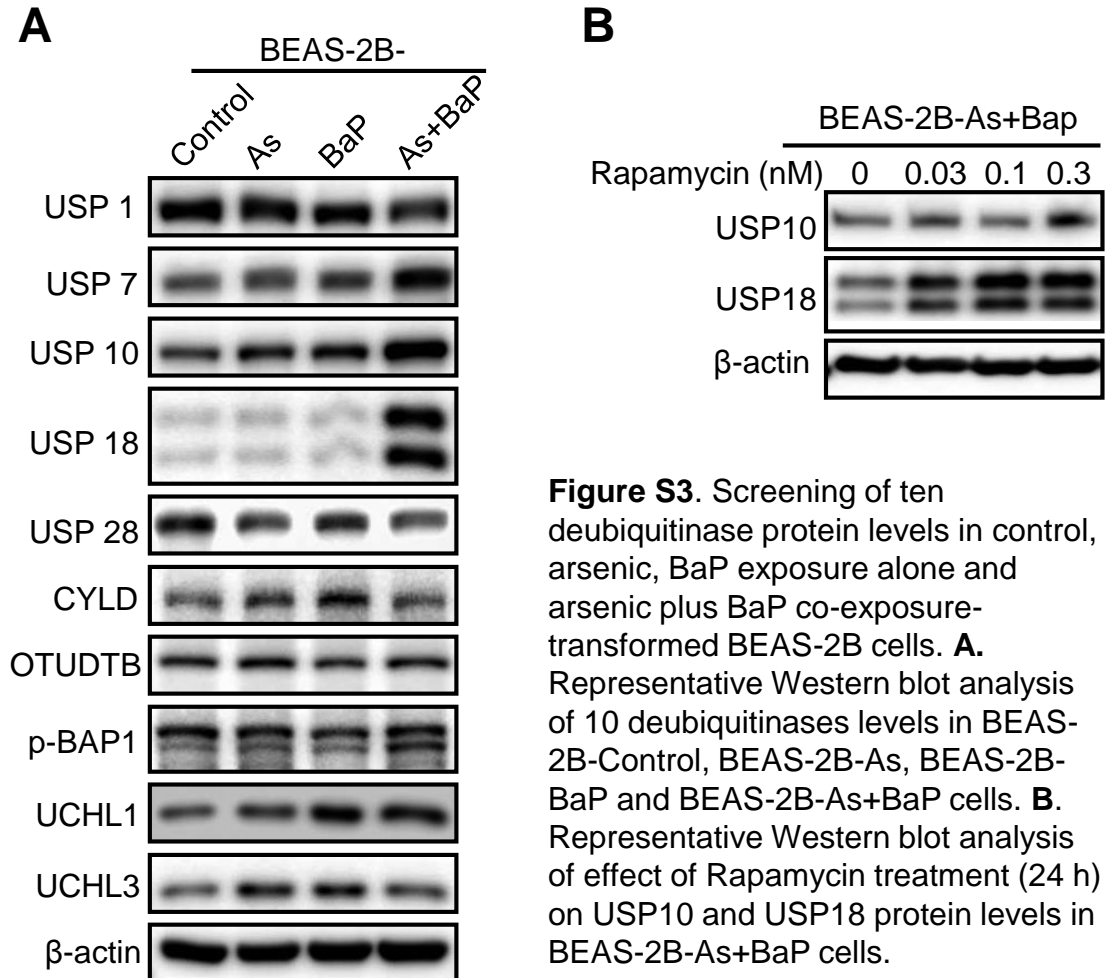 A
BEAS-2B-
Control As BaP As+BaP
USP 1
USP 7
USP 10
USP 18
USP 28
CYLD
OTUDTB
p-BAP1
UCHL1
UCHL3
β-actin
B
BEAS-2B-As+Bap
Rapamycin (nM) 0 0.03 0.1 0.3
USP10
USP18
β-actin
Figure S3. Screening of ten
deubiquitinase protein levels in control,
arsenic, BaP exposure alone and
arsenic plus BaP co-exposure-
transformed BEAS-2B cells. A.
Representative Western blot analysis
of 10 deubiquitinases levels in BEAS-
2B-Control, BEAS-2B-As, BEAS-2B-
BaP and BEAS-2B-As+BaP cells. B.
Representative Western blot analysis
of effect of Rapamycin treatment (24 h)
on USP10 and USP18 protein levels in
BEAS-2B-As+BaP cells.